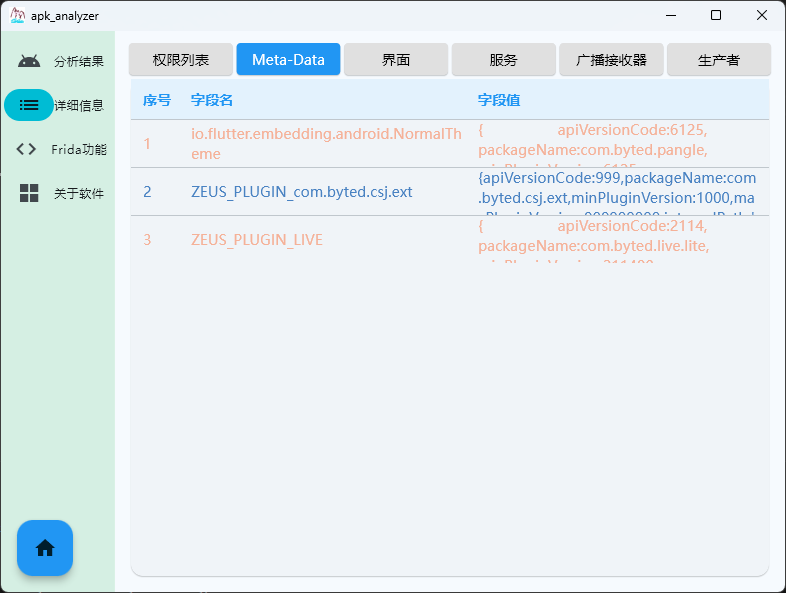 apk_analyzer
分析结果
详细信息
Frida功能
关于软件
权限列表 Meta-Data 界面 服务 广播接收器 生产者
序号 字段名 字段值
1 io.flutter.embedding.android.NormalTh
eme
{ apiVersionCode:6125,
packageName:com.byted.pangle,
2 ZEUS_PLUGIN_com.byted.csj.ext
{apiVersionCode:999,packageName:com
.byted.csj.ext,minPluginVersion:1000,ma
3 ZEUS_PLUGIN_LIVE
{ apiVersionCode:2114,
packageName:com.byted.live.lite,